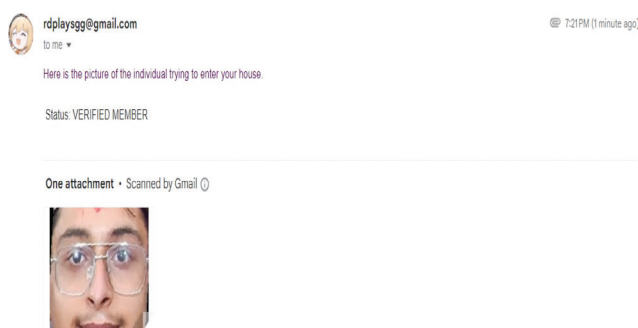 rdplaysgg@gmail.com
7:21 PM (1 minute ago)
to me
Here is the picture of the individual trying to enter your house.
Status: VERIFIED MEMBER
One attachment • Scanned by Gmail